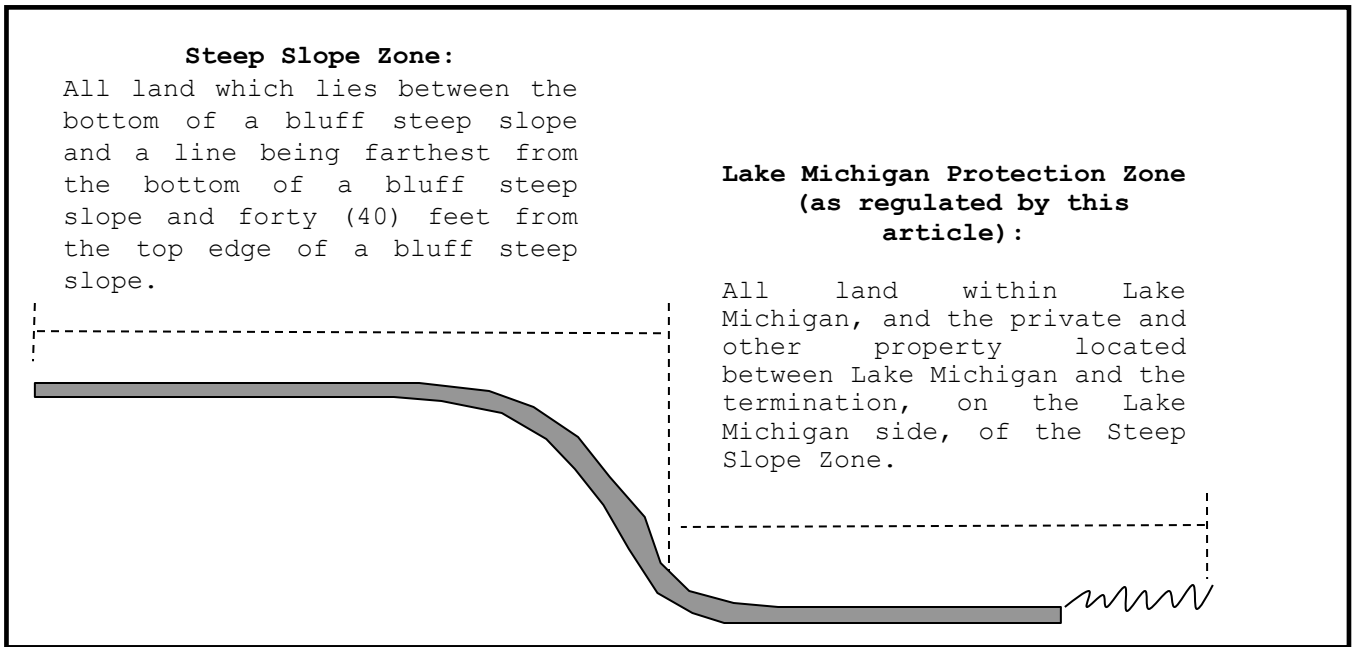 Steep Slope Zone:
All land which lies between the
bottom of a bluff steep slope
and a line being farthest from
the bottom of a bluff steep
slope and forty (40) feet from
the top edge of a bluff steep
slope.
Lake Michigan Protection Zone
(as regulated by this
article):
All land within Lake
Michigan, and the private and
other property located
between Lake Michigan and the
termination, on the Lake
Michigan side, of the Steep
Slope Zone.